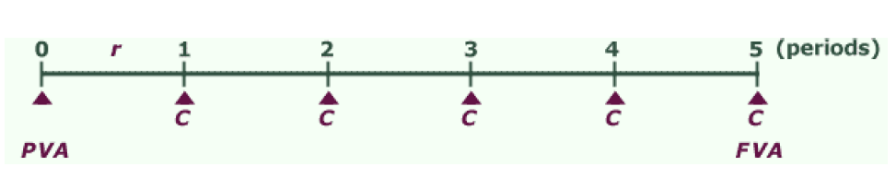 0 r 1 2 3 4 5 (periods)
C C C C C
PVA FVA